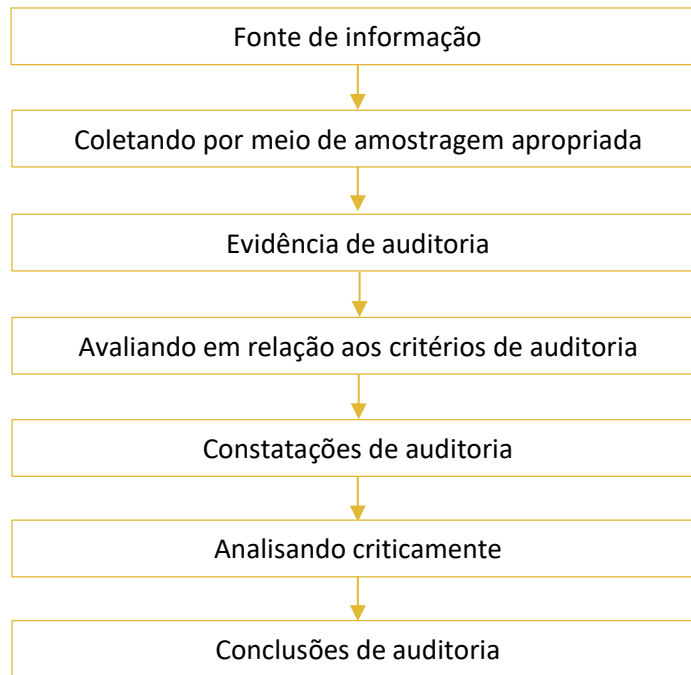 Fonte de informação
Coletando por meio de amostragem apropriada
Evidência de auditoria
Avaliando em relação aos critérios de auditoria
Constatações de auditoria
Analisando criticamente
Conclusões de auditoria